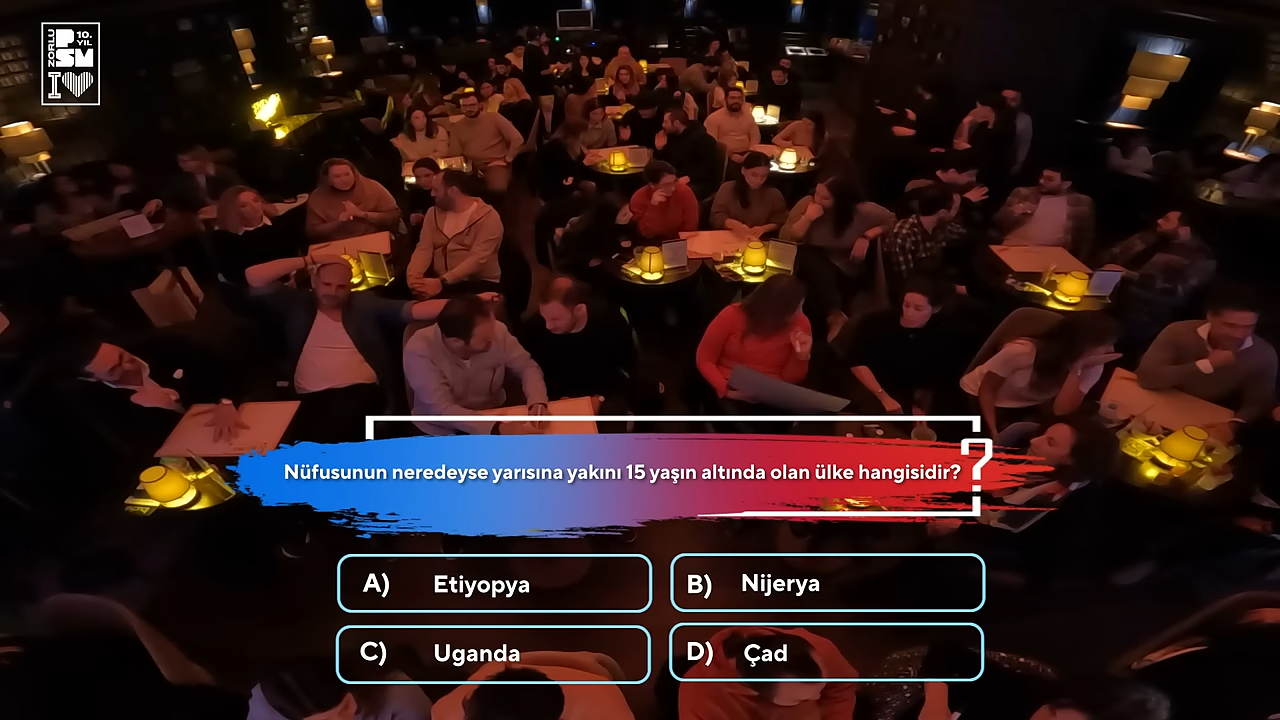 ZORLU
PSM
10.
YIL
I
Nüfusunun neredeyse yarısına yakını 15 yaşın altında olan ülke hangisidir?
A) Etiyopya
B) Nijerya
C) Uganda
D) Çad